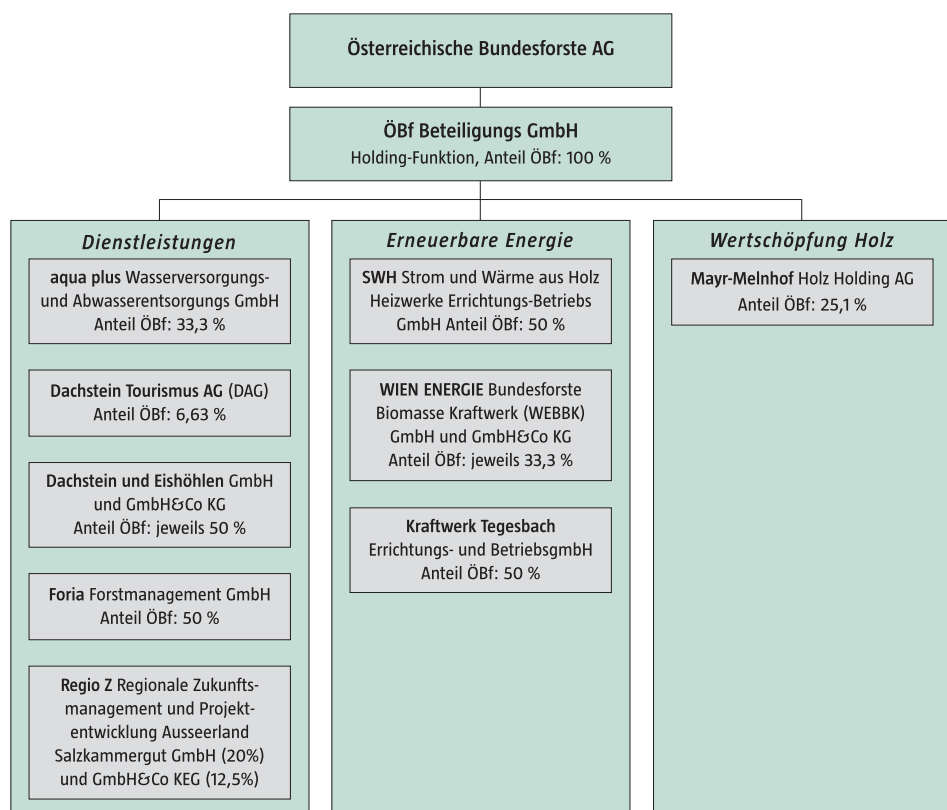 Österreichische Bundesforste AG
ÖBf Beteiligungs GmbH
Holding-Funktion, Anteil ÖBf: 100 %
Dienstleistungen
aqua plus Wasserversorgungs-
und Abwasserentsorgungs GmbH
Anteil ÖBf: 33,3 %
Dachstein Tourismus AG (DAG)
Anteil ÖBf: 6,63 %
Dachstein und Eishöhlen GmbH
und GmbH&Co KG
Anteil ÖBf: jeweils 50 %
Foria Forstmanagement GmbH
Anteil ÖBf: 50 %
Regio Z Regionale Zukunfts-
management und Projekt-
entwicklung Ausseerland
Salzkammergut GmbH (20%)
und GmbH&Co KEG (12,5%)
Erneuerbare Energie
SWH Strom und Wärme aus Holz
Heizwerke Errichtungs-Betriebs
GmbH Anteil ÖBf: 50 %
WIEN ENERGIE Bundesforste
Biomasse Kraftwerk (WEBBK)
GmbH und GmbH&Co KG
Anteil ÖBf: jeweils 33,3 %
Kraftwerk Tegesbach
Errichtungs- und BetriebsgmbH
Anteil ÖBf: 50 %
Wertschöpfung Holz
Mayr-Melnhof Holz Holding AG
Anteil ÖBf: 25,1 %